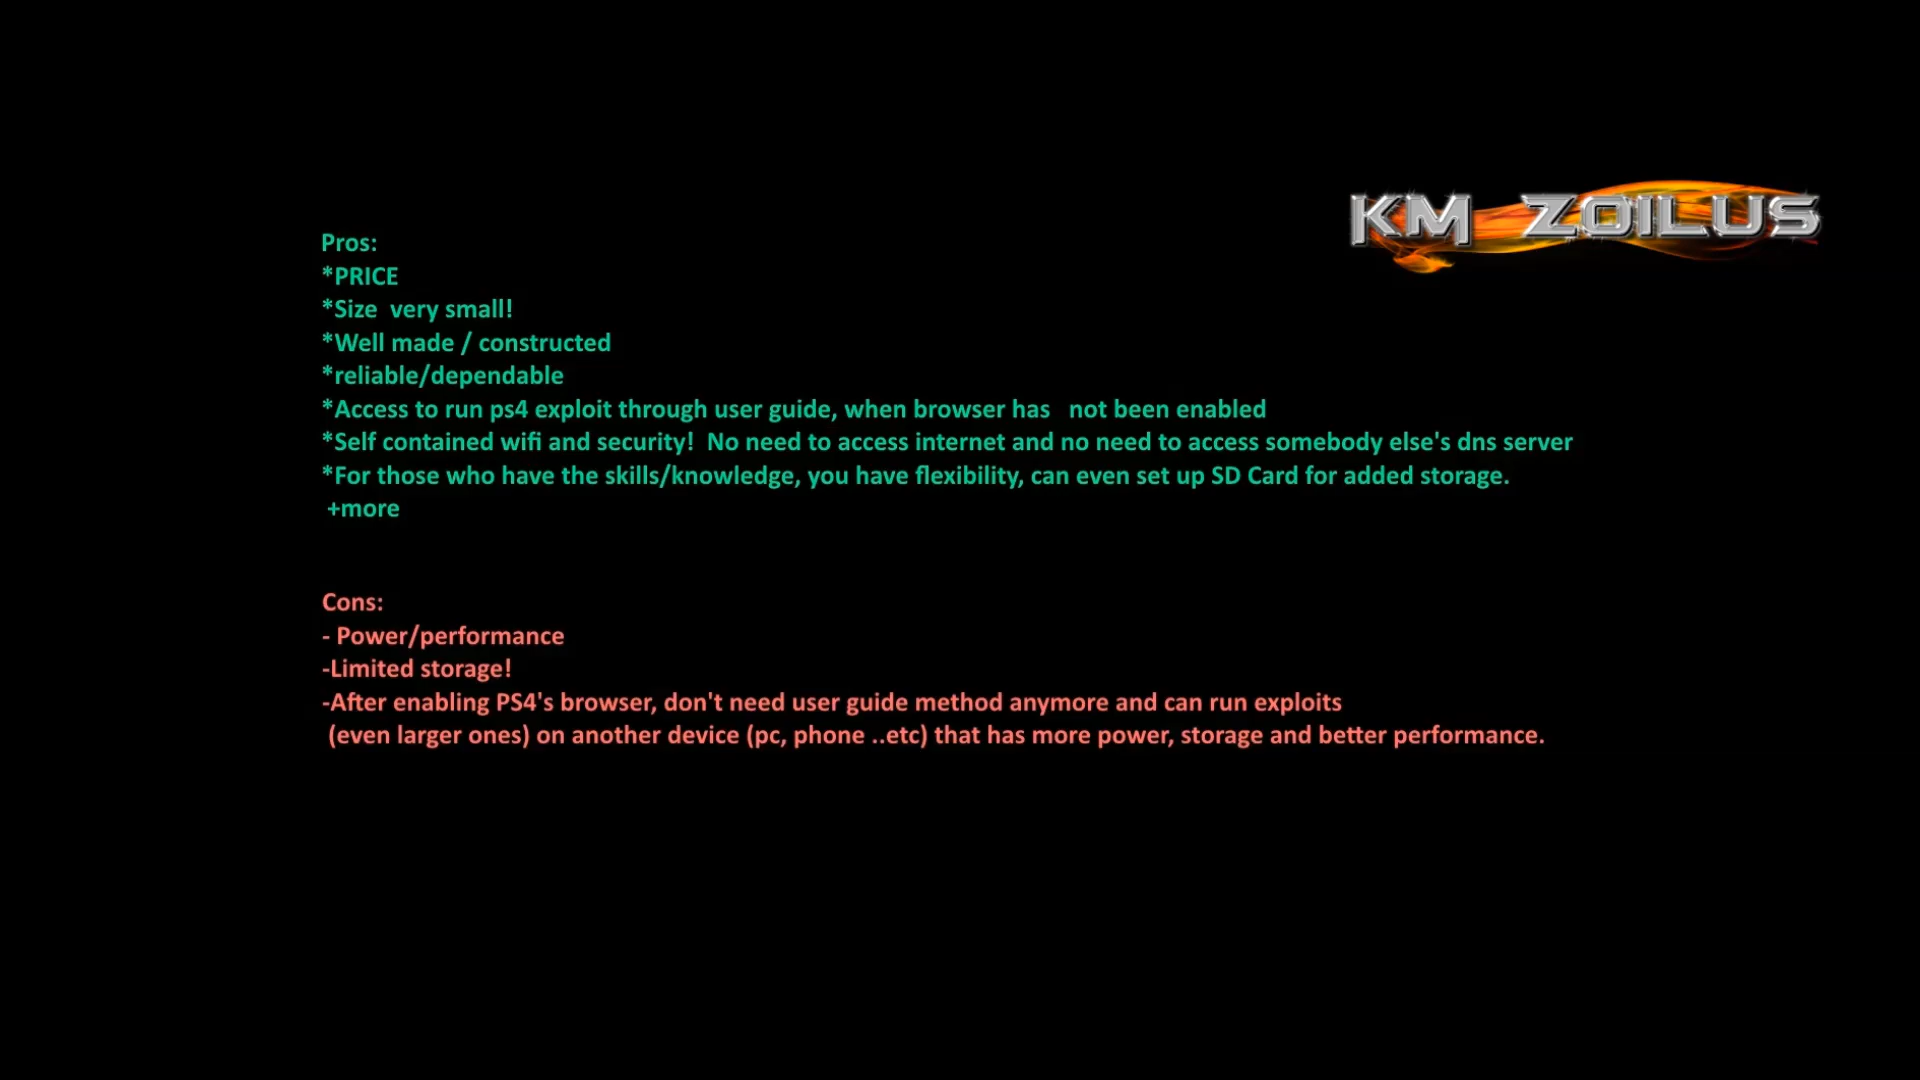 KM ZOILUS
Pros:
*PRICE
*Size  very small!
*Well made / constructed
*reliable/dependable
*Access to run ps4 exploit through user guide, when browser has   not been enabled
*Self contained wifi and security!  No need to access internet and no need to access somebody else's dns server
*For those who have the skills/knowledge, you have flexibility, can even set up SD Card for added storage.
+more
Cons:
- Power/performance
-Limited storage!
-After enabling PS4's browser, don't need user guide method anymore and can run exploits
(even larger ones) on another device (pc, phone ..etc) that has more power, storage and better performance.